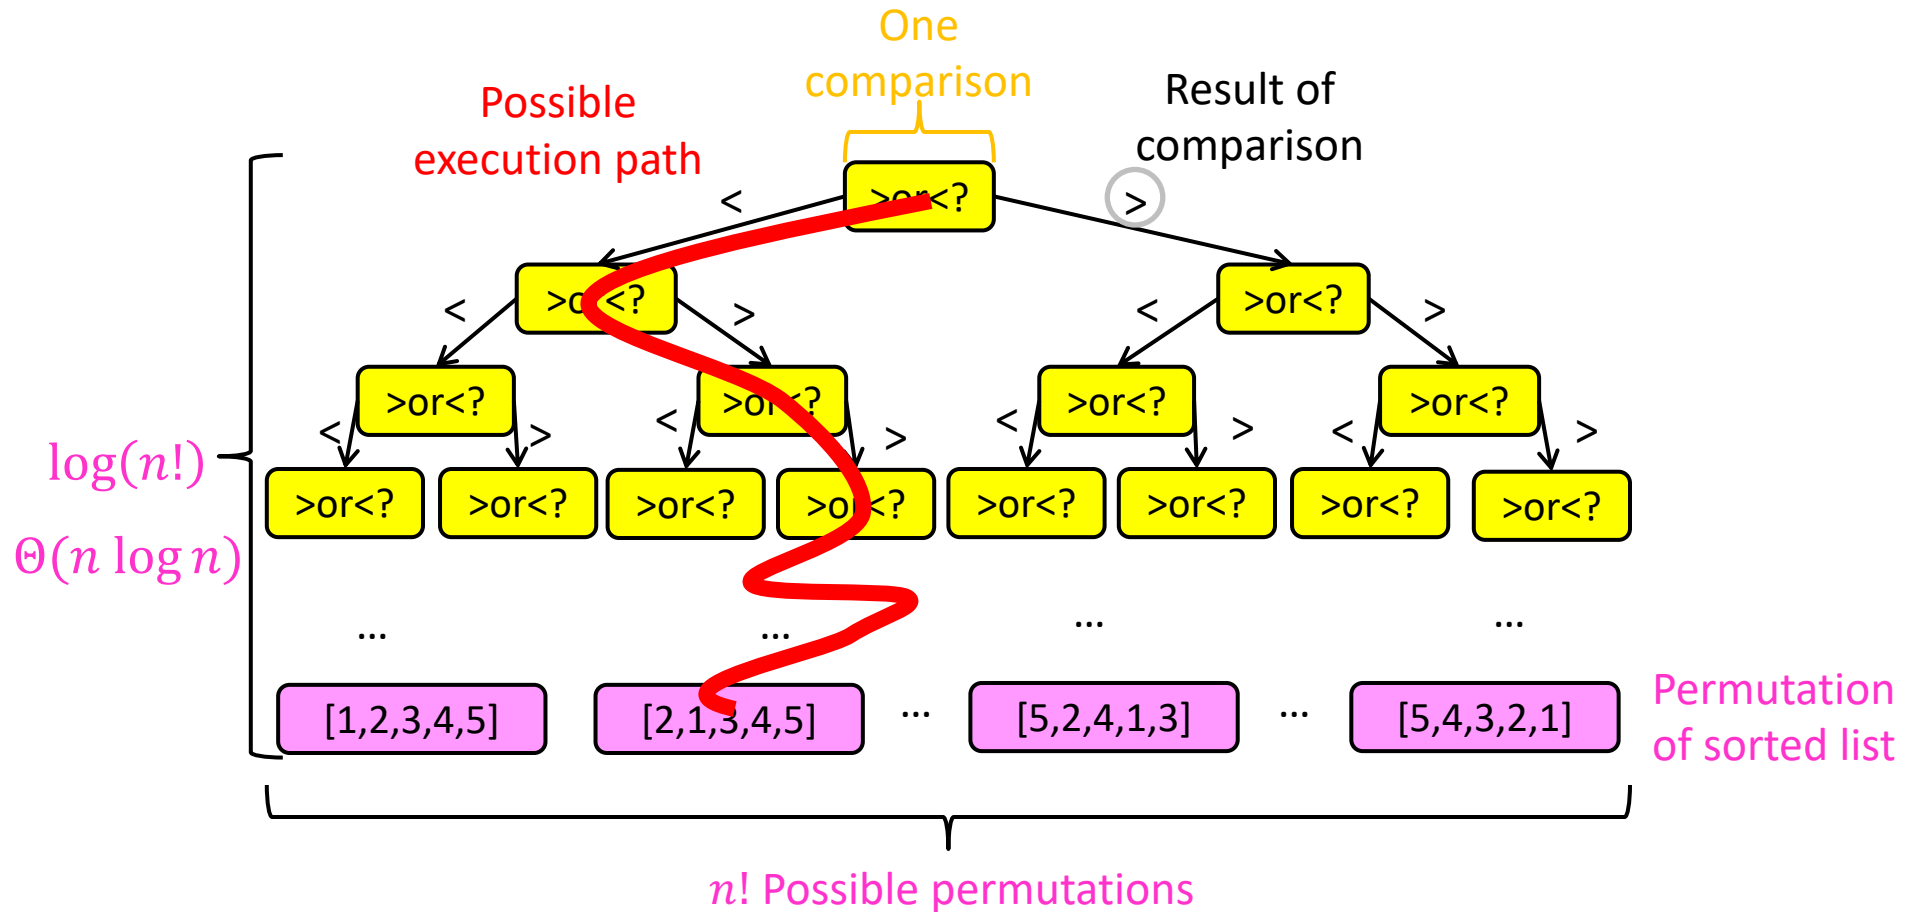 One
comparison
Possible
execution path
Result of
comparison
>or<?
<
>
>or<?
>or<?
<
>
<
>
>or<?
>or<?
>or<?
>or<?
<
>
<
>
<
>
<
>
log(n!)
Θ(n log n)
>or<?
>or<?
>or<?
>or<?
>or<?
>or<?
>or<?
>or<?
...
...
...
...
[1,2,3,4,5]
[2,1,3,4,5]
...
[5,2,4,1,3]
...
[5,4,3,2,1]
Permutation
of sorted list
n! Possible permutations